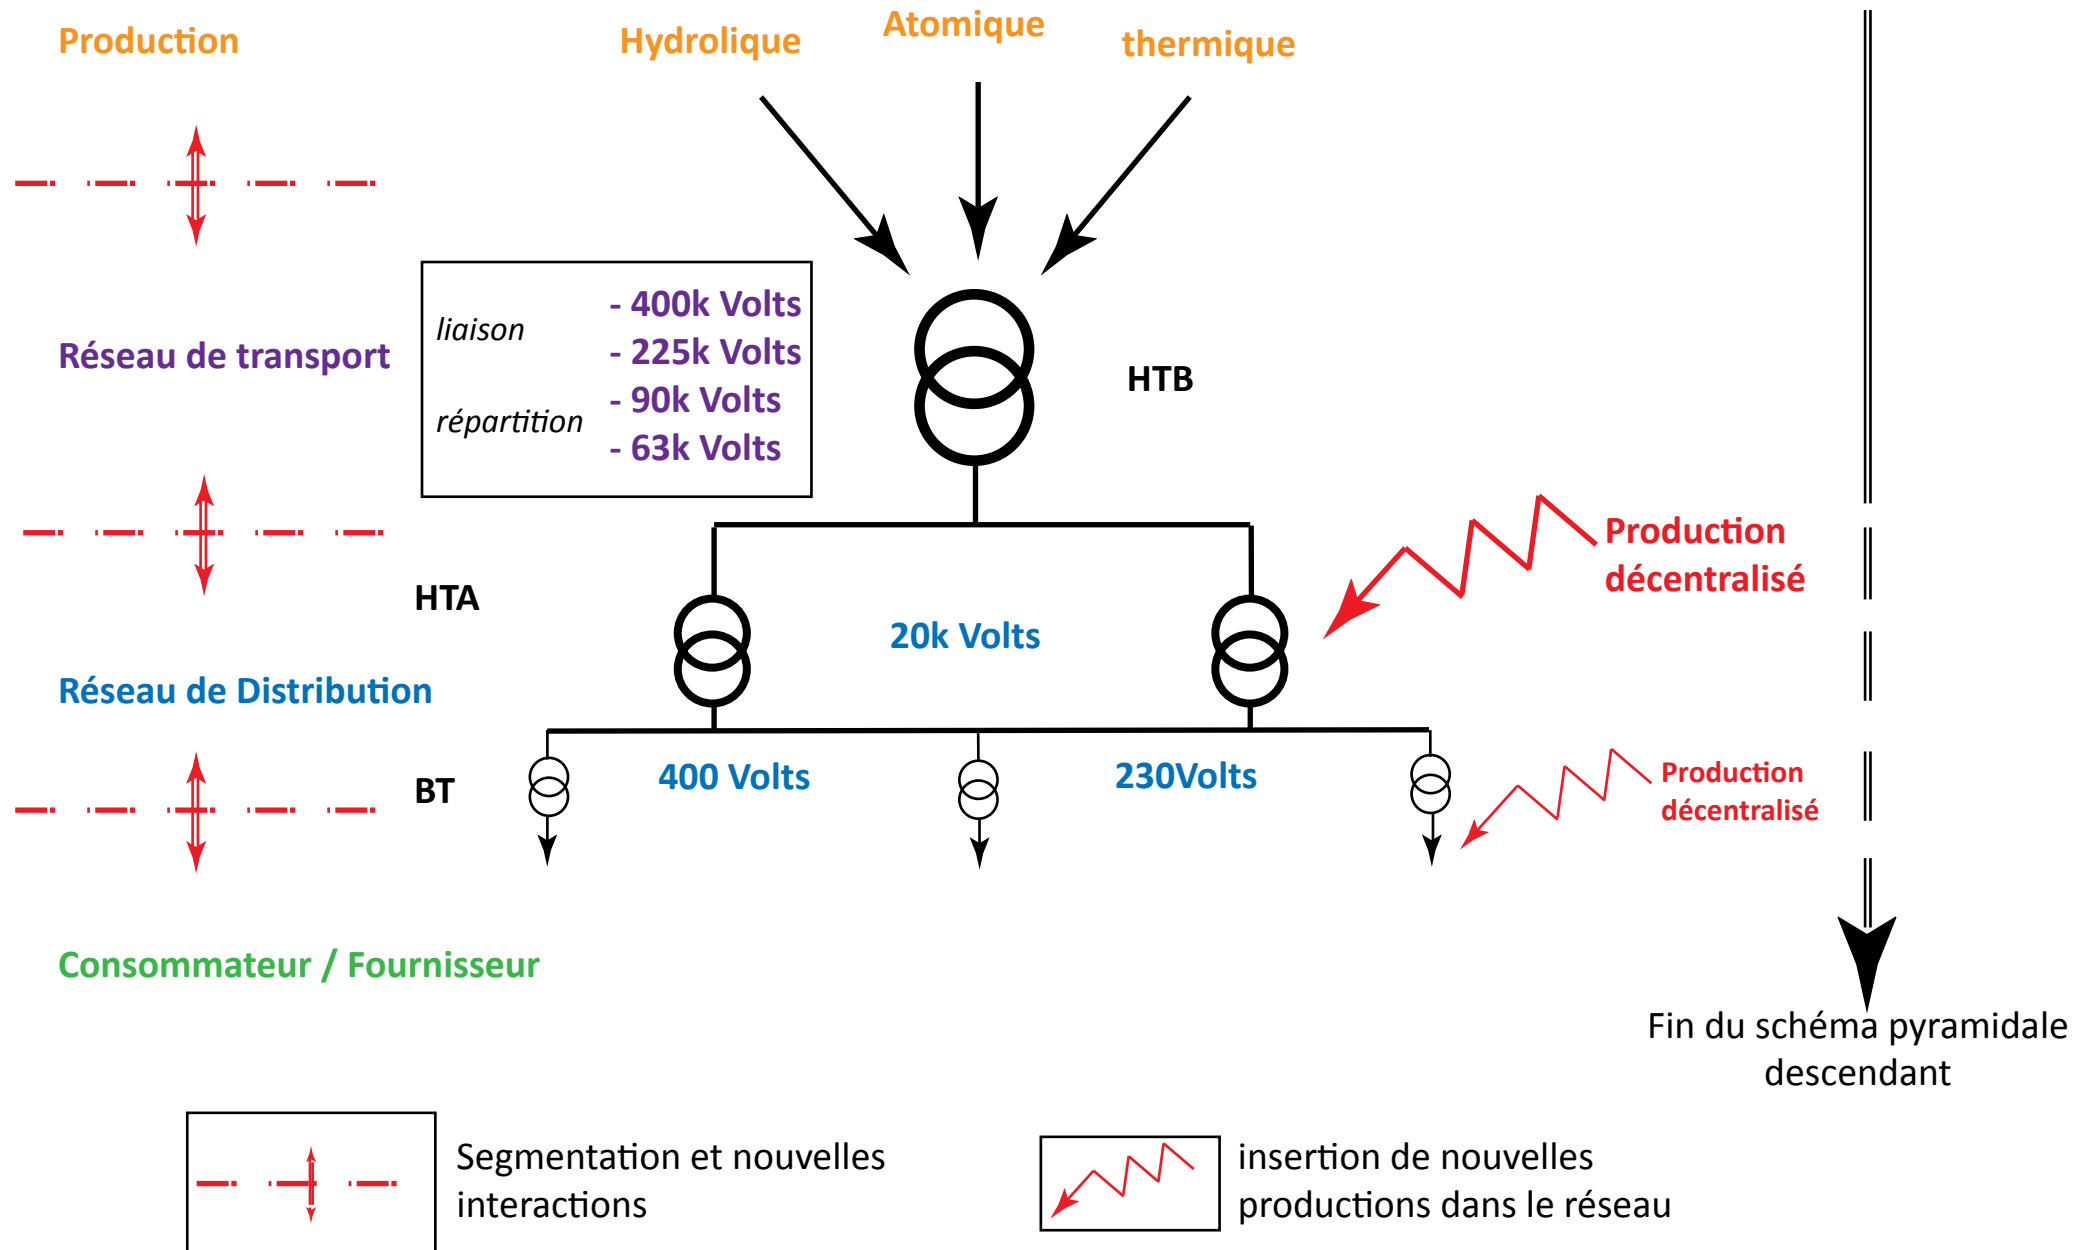 Production
Hydrolique
Atomique
thermique
Réseau de transport
liaison
répartition
- 400k Volts
- 225k Volts
- 90k Volts
- 63k Volts
HTB
HTA
20k Volts
Production
décentralisé
Réseau de Distribution
BT
400 Volts
230Volts
Production
décentralisé
Consommateur / Fournisseur
Fin du schéma pyramidale
descendant
Segmentation et nouvelles
interactions
insertion de nouvelles
productions dans le réseau